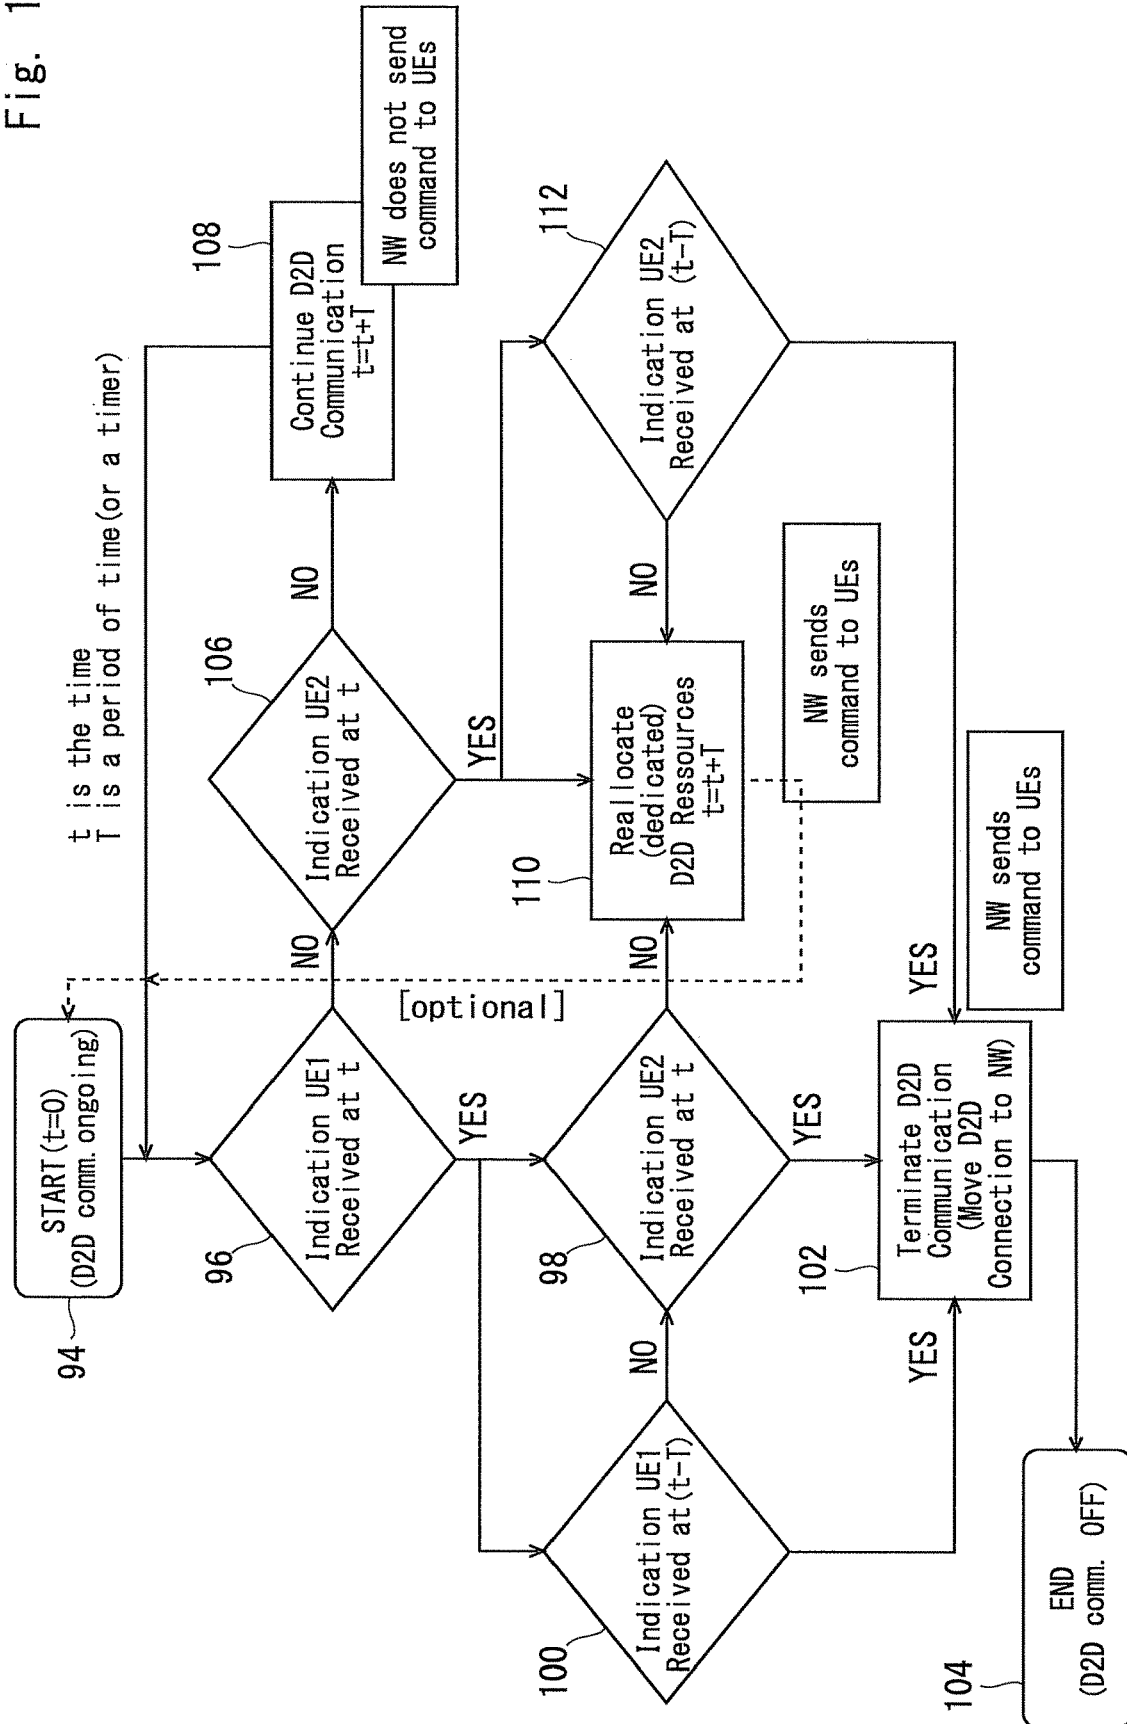 Fig. 1
t is the time
T is a period of time(or a timer)
START(t=0)
(D2D comm.ongoing)
94
Indication UE1
Received at t
96
NO
YES
Indication UE2
Received at t
106
NO
YES
Continue D2D
Communication
t=t+T
108
NW does not send
command to UEs
[optional]
Indication UE1
Received at(t-T)
100
NO
YES
Indication UE2
Received at t
98
NO
YES
Reallocate
(dedicated)
D2D Ressources
t=t+T
110
NO
Indication UE2
Received at (t-T)
112
YES
NW sends
command to UEs
Terminate D2D
Communication
(Move D2D
Connection to NW)
102
NW sends
command to UEs
END
(D2D comm. OFF)
104